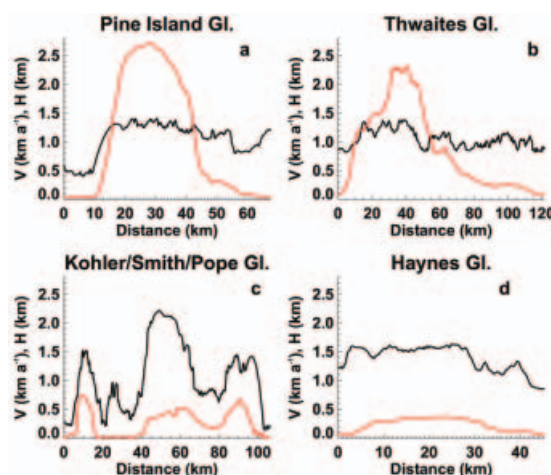 Pine Island Gl.
a
V (km a⁻¹), H (km)
2.5
2.0
1.5
1.0
0.5
0.0
0 20 40 60
Distance (km)
Thwaites Gl.
b
V (km a⁻¹), H (km)
2.5
2.0
1.5
1.0
0.5
0.0
0 20 40 60 80 100 120
Distance (km)
Kohler/Smith/Pope Gl.
c
V (km a⁻¹), H (km)
2.5
2.0
1.5
1.0
0.5
0.0
0 20 40 60 80 100
Distance (km)
Haynes Gl.
d
V (km a⁻¹), H (km)
2.5
2.0
1.5
1.0
0.5
0.0
0 10 20 30 40
Distance (km)